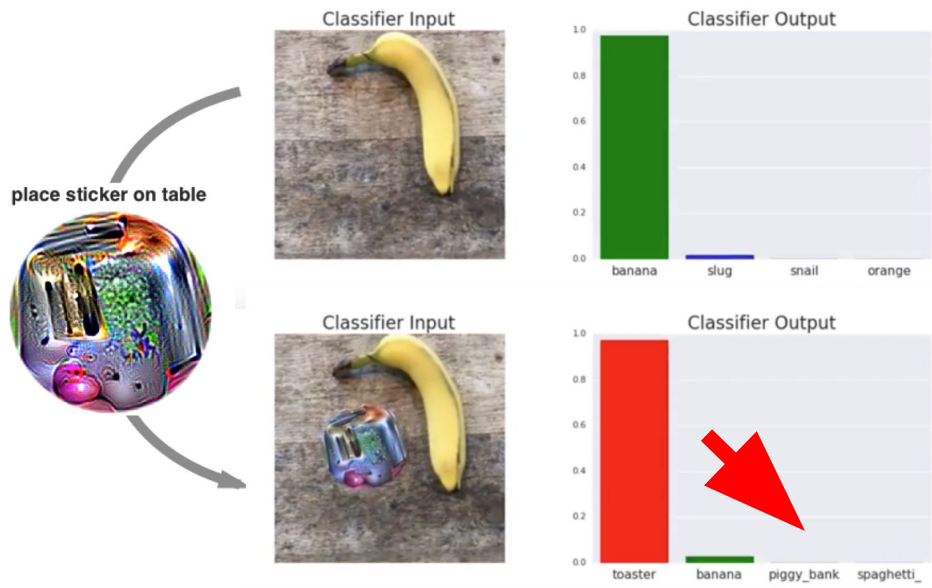 Classifier Input
Classifier Output
1.0
0.8
0.6
0.4
0.2
0.0
banana slug snail orange
place sticker on table
Classifier Input
Classifier Output
1.0
0.8
0.6
0.4
0.2
0.0
toaster banana piggy_bank spaghetti_